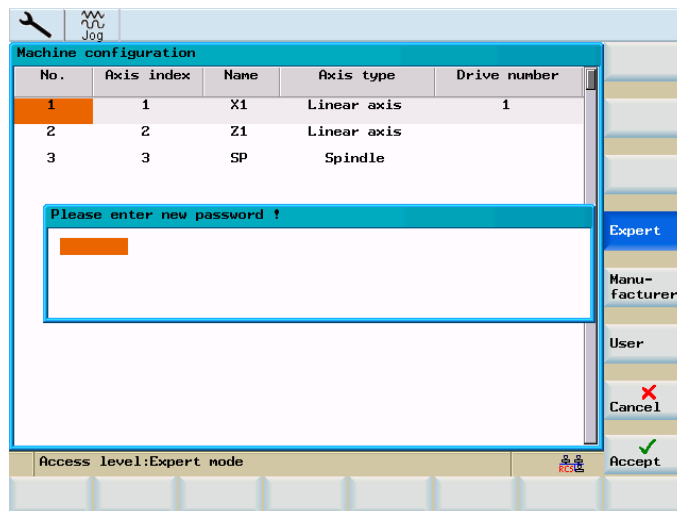 Jog
Machine configuration
No. Axis index Name Axis type Drive number
1 1 X1 Linear axis 1
2 2 Z1 Linear axis
3 3 SP Spindle
Please enter new password !
Expert
Manu-
facturer
User
Cancel
Accept
Access level:Expert mode
RCS